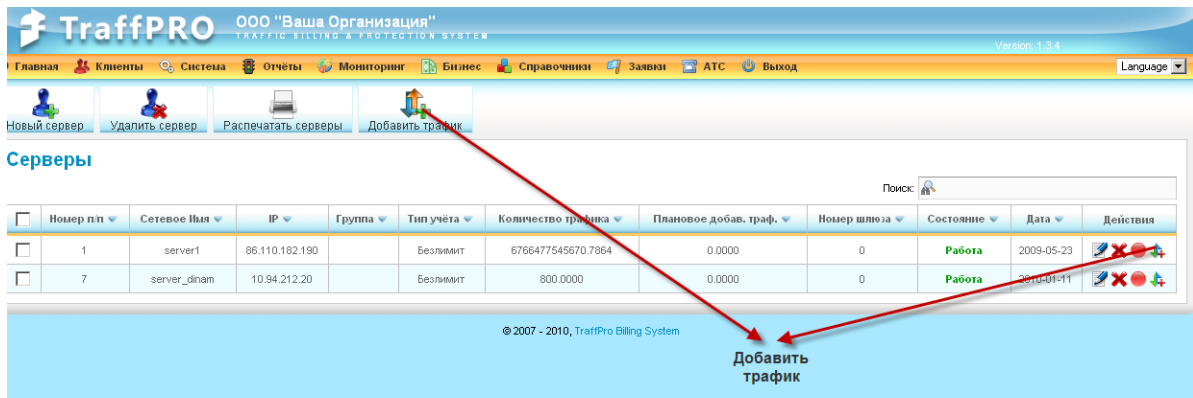 TraffPRO
ООО "Ваша Организация"
TRAFFIC BILLING & PROTECTION SYSTEM
Version: 1.3.4
Главная Клиенты Система Отчёты Мониторинг Бизнес Справочники Заявки АТС Выход Language
Новый сервер Удалить сервер Распечатать серверы Добавить трафик
Серверы
Поиск:
Номер п/п Сетевое Имя IP Группа Тип учёта Количество трафика Плановое добав. траф. Номер шлюза Состояние Дата Действия
1 server1 86.110.182.190 Безлимит 6766477545670.7864 0.0000 0 Работа 2009-05-23
7 server_dinam 10.94.212.20 Безлимит 800.0000 0.0000 0 Работа 2010-01-11
© 2007 - 2010, TraffPro Billing System
Добавить
трафик